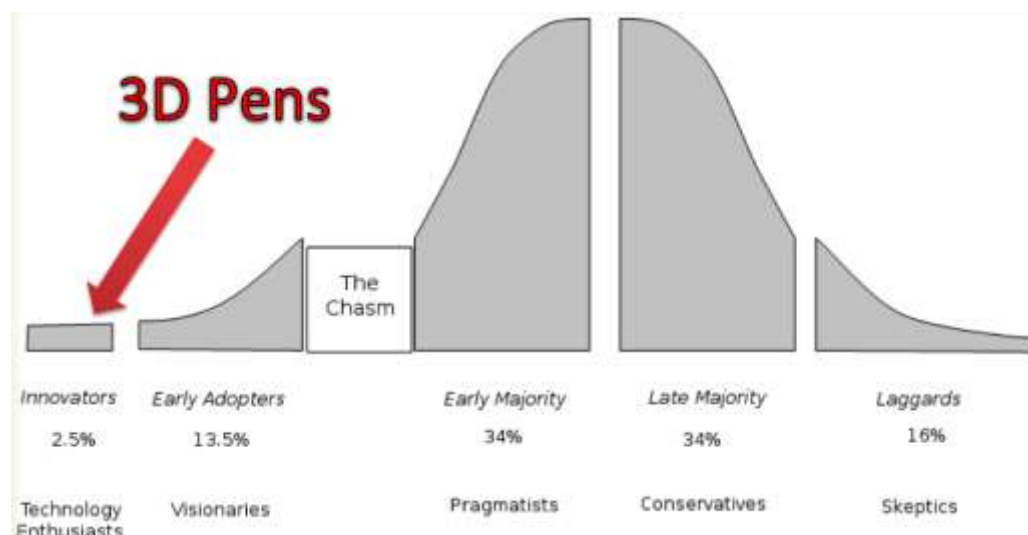 3D Pens
The
Chasm
Innovators Early Adopters Early Majority Late Majority Laggards
2.5% 13.5% 34% 34% 16%
Technology Visionaries Pragmatists Conservatives Skeptics
Enthusiasts